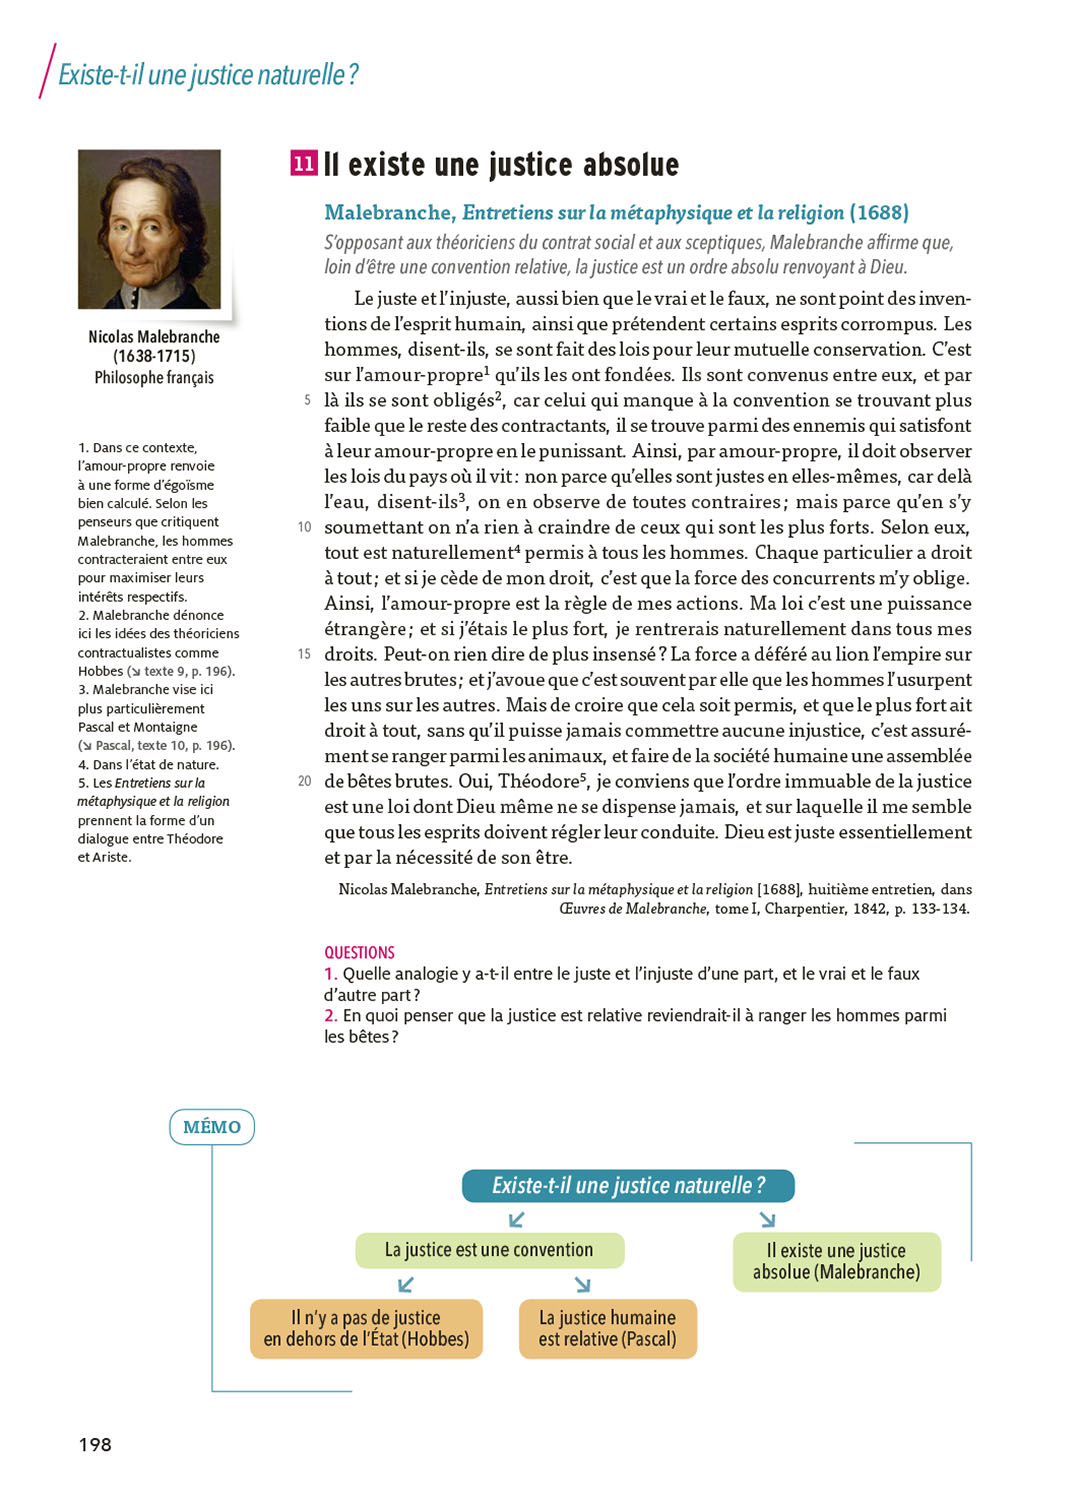 Existe-t-il une justice naturelle ?
Nicolas Malebranche
(1638-1715)
Philosophe français
1. Dans ce contexte,
l’amour-propre renvoie
à une forme d’égoïsme
bien calculé. Selon les
penseurs que critiquent
Malebranche, les hommes
contracteraient entre eux
pour maximiser leurs
intérêts respectifs.
2. Malebranche dénonce
ici les idées des théoriciens
contractualistes comme
Hobbes (↘ texte 9, p. 196).
3. Malebranche vise ici
plus particulièrement
Pascal et Montaigne
(↘ Pascal, texte 10, p. 196).
4. Dans l’état de nature.
5. Les Entretiens sur la
métaphysique et la religion
prennent la forme d’un
dialogue entre Théodore
et Ariste.
11 Il existe une justice absolue
Malebranche, Entretiens sur la métaphysique et la religion (1688)
S’opposant aux théoriciens du contrat social et aux sceptiques, Malebranche affirme que,
loin d’être une convention relative, la justice est un ordre absolu renvoyant à Dieu.
Le juste et l’injuste, aussi bien que le vrai et le faux, ne sont point des inven-
tions de l’esprit humain, ainsi que prétendent certains esprits corrompus. Les
hommes, disent-ils, se sont fait des lois pour leur mutuelle conservation. C’est
sur l’amour-propre¹ qu’ils les ont fondées. Ils sont convenus entre eux, et par
5 là ils se sont obligés², car celui qui manque à la convention se trouvant plus
faible que le reste des contractants, il se trouve parmi des ennemis qui satisfont
à leur amour-propre en le punissant. Ainsi, par amour-propre, il doit observer
les lois du pays où il vit : non parce qu’elles sont justes en elles-mêmes, car delà
l’eau, disent-ils³, on en observe de toutes contraires ; mais parce qu’en s’y
10 soumettant on n’a rien à craindre de ceux qui sont les plus forts. Selon eux,
tout est naturellement⁴ permis à tous les hommes. Chaque particulier a droit
à tout ; et si je cède de mon droit, c’est que la force des concurrents m’y oblige.
Ainsi, l’amour-propre est la règle de mes actions. Ma loi c’est une puissance
étrangère ; et si j’étais le plus fort, je rentrerais naturellement dans tous mes
15 droits. Peut-on rien dire de plus insensé ? La force a déféré au lion l’empire sur
les autres brutes ; et j’avoue que c’est souvent par elle que les hommes l’usurpent
les uns sur les autres. Mais de croire que cela soit permis, et que le plus fort ait
droit à tout, sans qu’il puisse jamais commettre aucune injustice, c’est assuré-
ment se ranger parmi les animaux, et faire de la société humaine une assemblée
20 de bêtes brutes. Oui, Théodore⁵, je conviens que l’ordre immuable de la justice
est une loi dont Dieu même ne se dispense jamais, et sur laquelle il me semble
que tous les esprits doivent régler leur conduite. Dieu est juste essentiellement
et par la nécessité de son être.
Nicolas Malebranche, Entretiens sur la métaphysique et la religion [1688], huitième entretien, dans
Œuvres de Malebranche, tome I, Charpentier, 1842, p. 133-134.
QUESTIONS
1. Quelle analogie y a-t-il entre le juste et l’injuste d’une part, et le vrai et le faux
d’autre part ?
2. En quoi penser que la justice est relative reviendrait-il à ranger les hommes parmi
les bêtes ?
MÉMO
Existe-t-il une justice naturelle ?
La justice est une convention
Il existe une justice
absolue (Malebranche)
Il n’y a pas de justice
en dehors de l’État (Hobbes)
La justice humaine
est relative (Pascal)
198